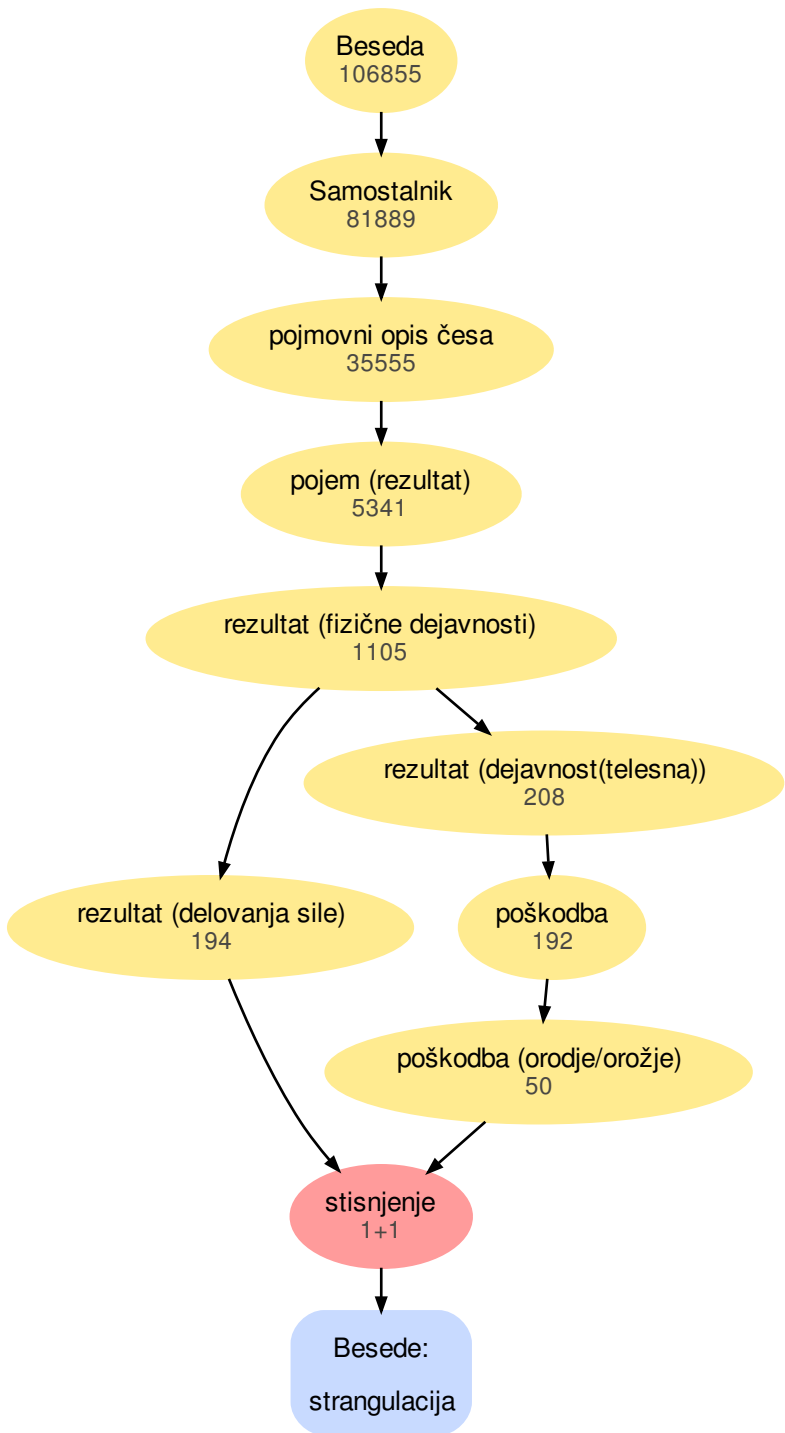 Beseda
106855
Samostalnik
81889
pojmovni opis česa
35555
pojem (rezultat)
5341
rezultat (fizične dejavnosti)
1105
rezultat (dejavnost(telesna))
208
rezultat (delovanja sile)
194
poškodba
192
poškodba (orodje/orožje)
50
stisnjenje
1+1
Besede:
strangulacija